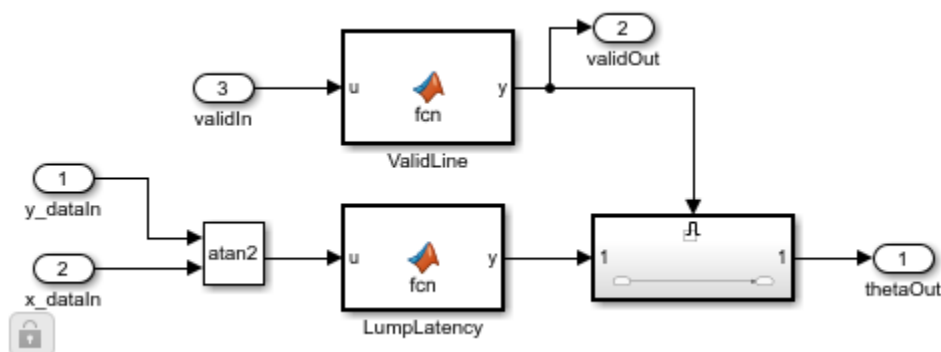 2
validOut
3
validIn
u
fcn
y
ValidLine
1
y_dataIn
atan2
2
x_dataIn
u
fcn
y
LumpLatency
1
1
1
thetaOut